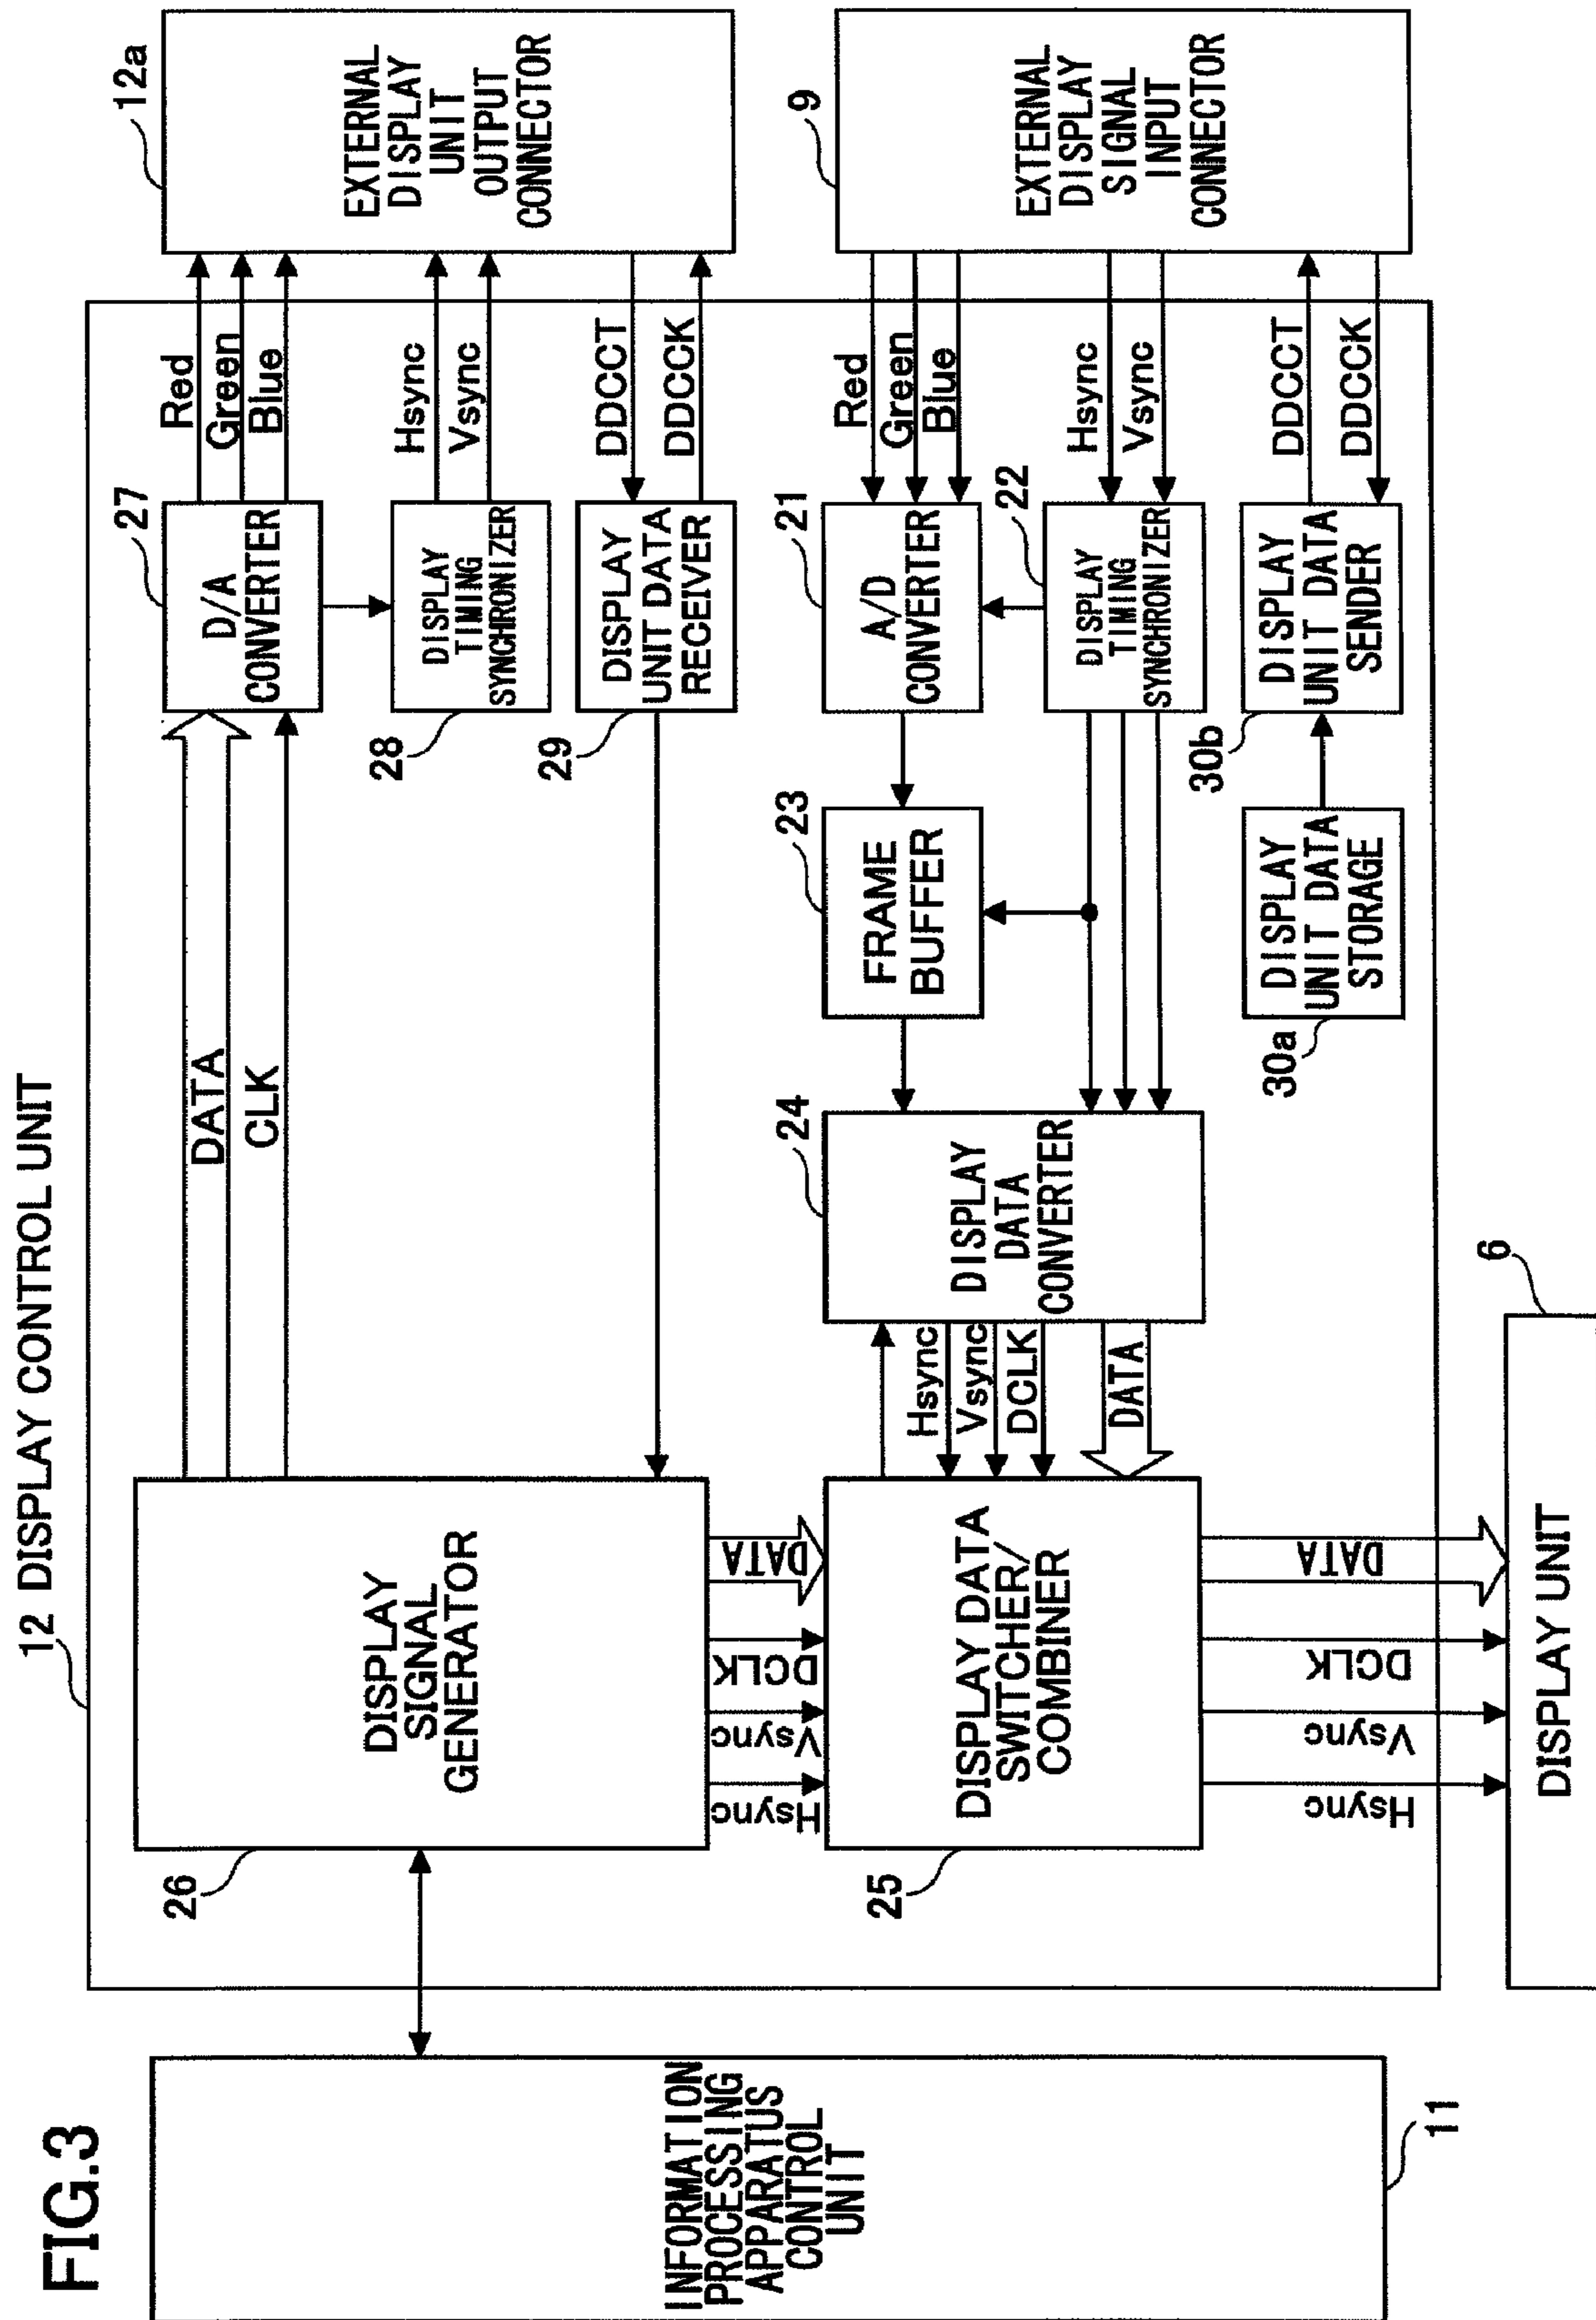 FIG.3
12 DISPLAY CONTROL UNIT
INFORMATION
PROCESSING
APPARATUS
CONTROL
UNIT
11
26
DISPLAY
SIGNAL
GENERATOR
DATA
CLK
27
D/A
CONVERTER
Red
Green
Blue
12a
EXTERNAL
DISPLAY
UNIT
OUTPUT
CONNECTOR
28
DISPLAY
TIMING
SYNCHRONIZER
Hsync
Vsync
29
DISPLAY
UNIT DATA
RECEIVER
DDCCT
DDCCK
Hsync
Vsync
DCLK
DATA
25
DISPLAY DATA
SWITCHER/
COMBINER
Hsync
Vsync
DCLK
DATA
24
DISPLAY
DATA
CONVERTER
23
FRAME
BUFFER
21
A/D
CONVERTER
Red
Green
Blue
9
EXTERNAL
DISPLAY
SIGNAL
INPUT
CONNECTOR
22
DISPLAY
TIMING
SYNCHRONIZER
Hsync
Vsync
30a
DISPLAY
UNIT DATA
STORAGE
30b
DISPLAY
UNIT DATA
SENDER
DDCCT
DDCCK
Hsync
Vsync
DCLK
DATA
6
DISPLAY UNIT